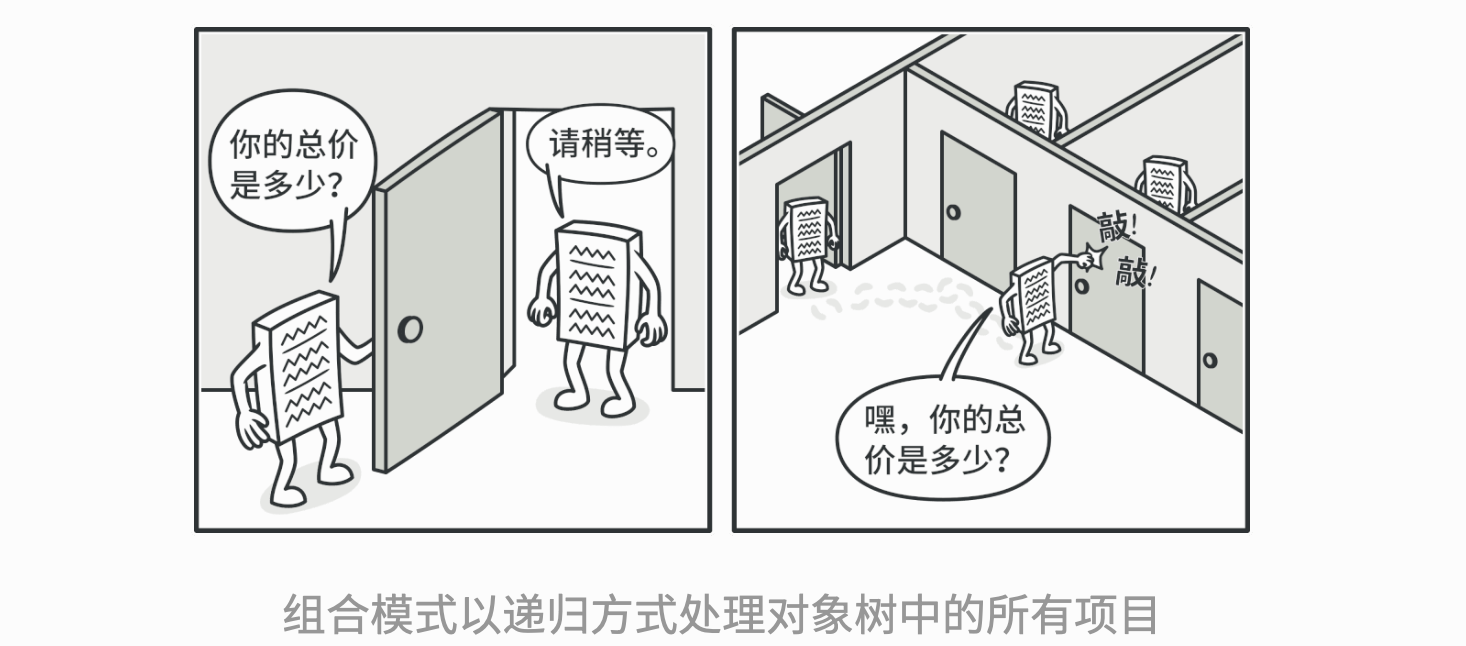 你的总价
是多少？
请稍等。
敲！
敲！
嘿，你的总
价是多少？
组合模式以递归方式处理对象树中的所有项目